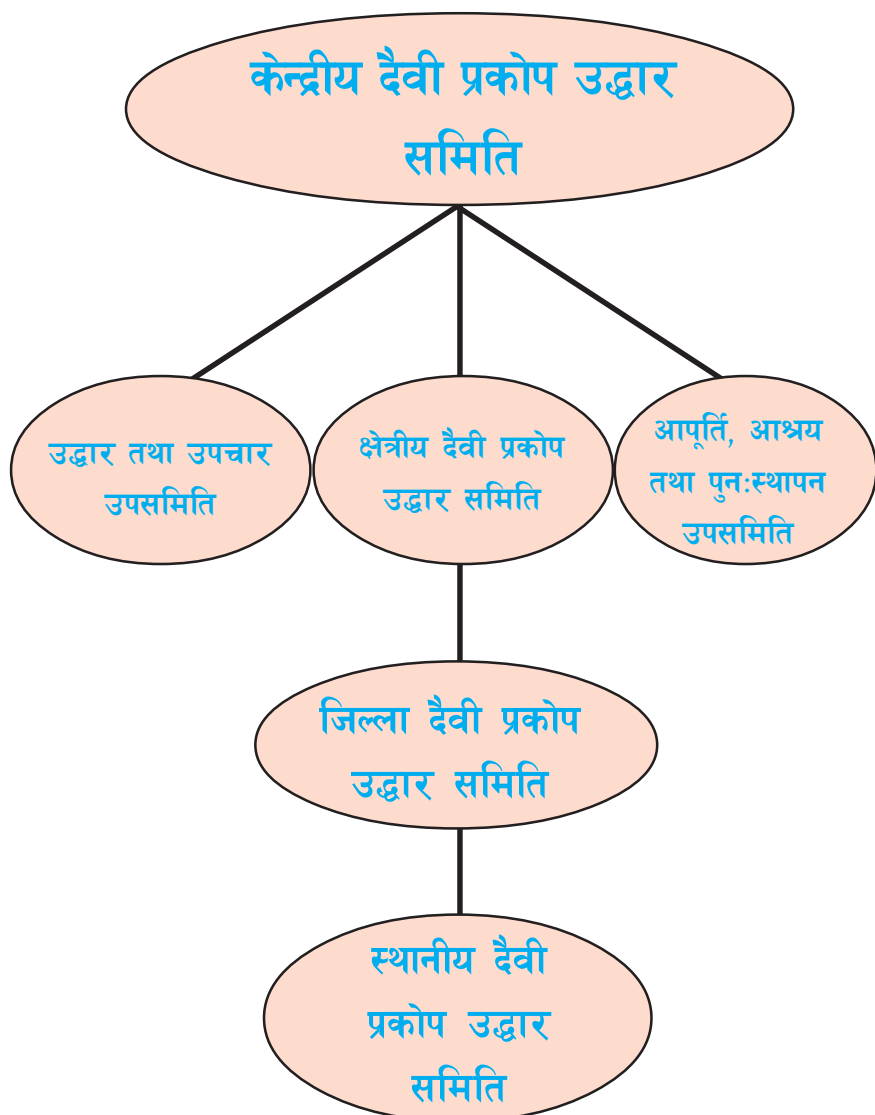 केन्द्रीय दैवी प्रकोप उद्धार
समिति
उद्धार तथा उपचार
उपसमिति
क्षेत्रीय दैवी प्रकोप
उद्धार समिति
आपूर्ति, आश्रय
तथा पुनःस्थापन
उपसमिति
जिल्ला दैवी प्रकोप
उद्धार समिति
स्थानीय दैवी
प्रकोप उद्धार
समिति